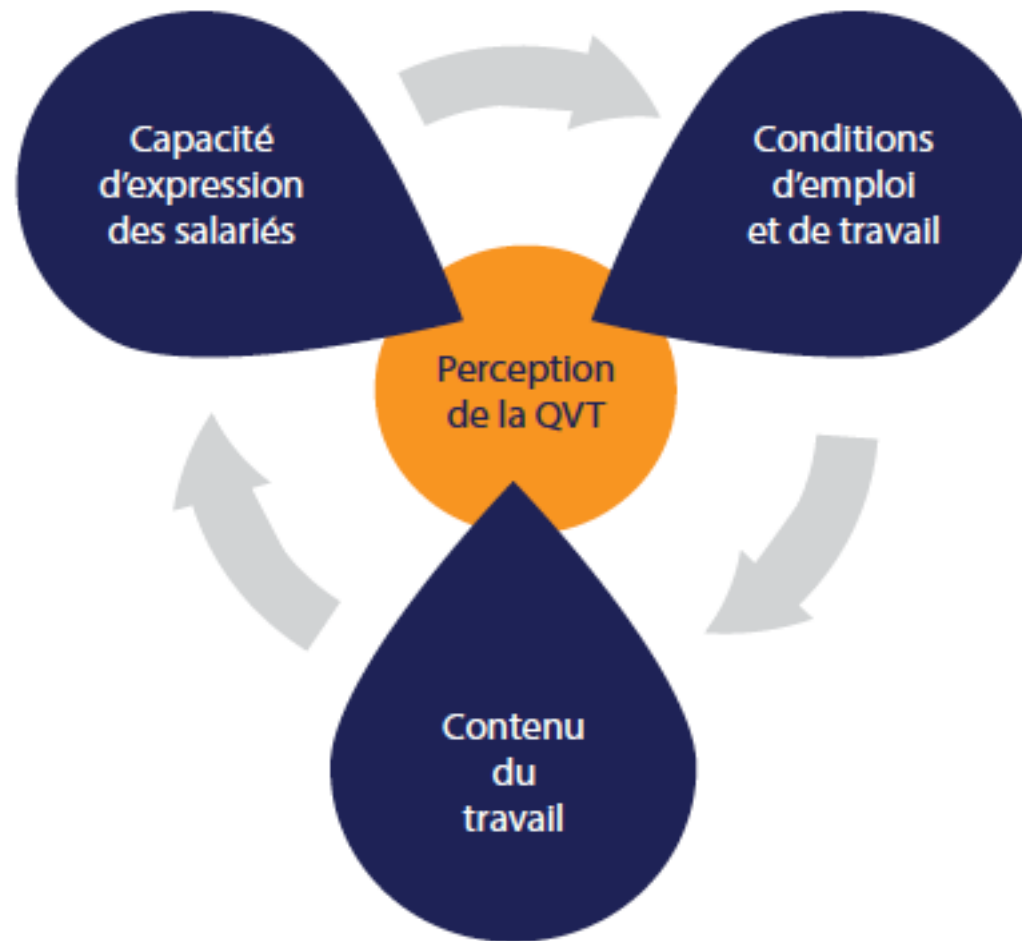 Capacité
d’expression
des salariés
Conditions
d’emploi
et de travail
Perception
de la QVT
Contenu
du
travail